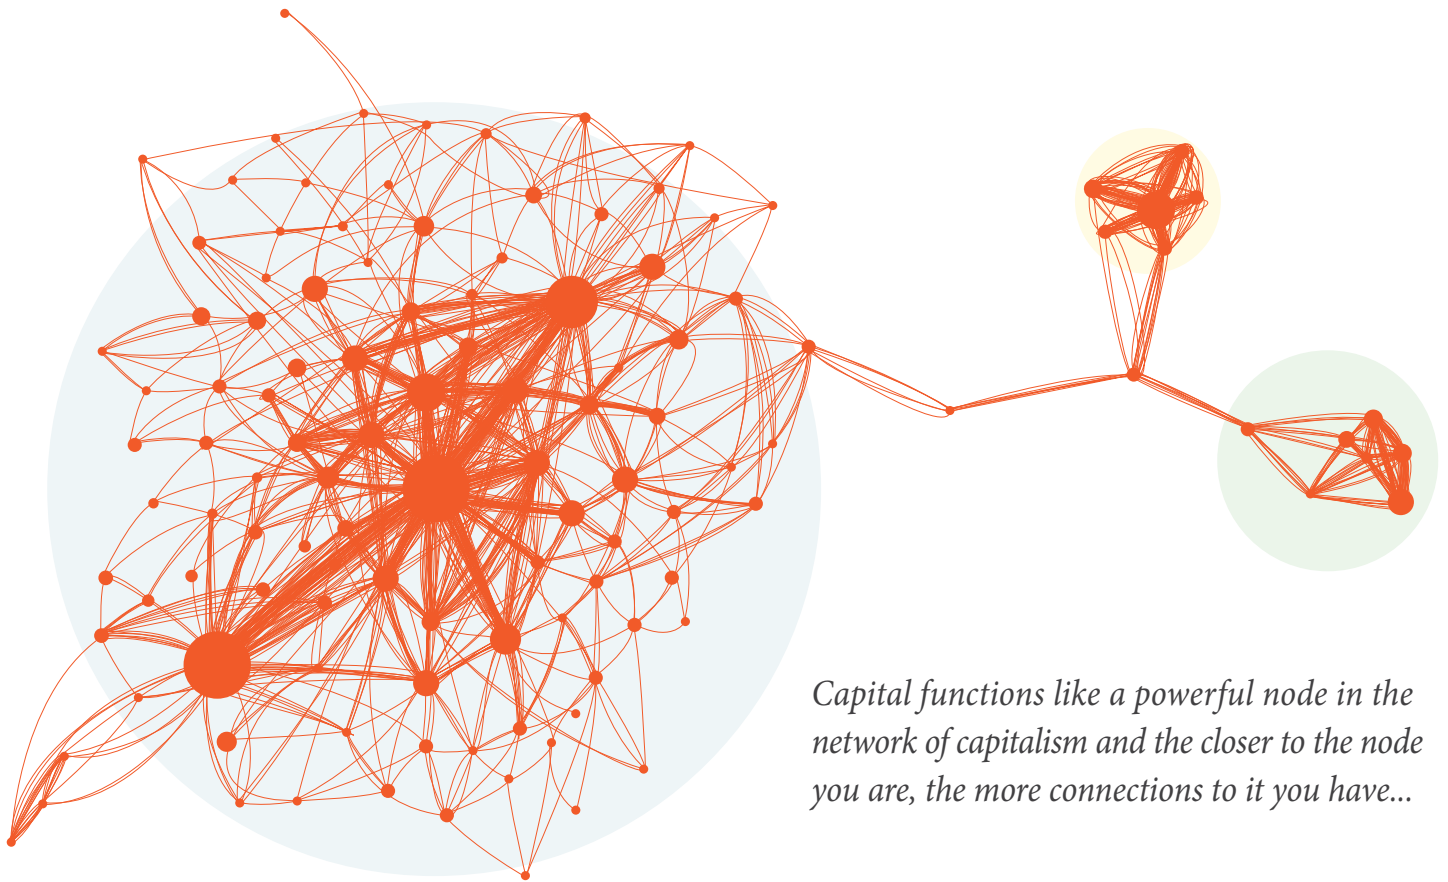 Capital functions like a powerful node in the
network of capitalism and the closer to the node
you are, the more connections to it you have...